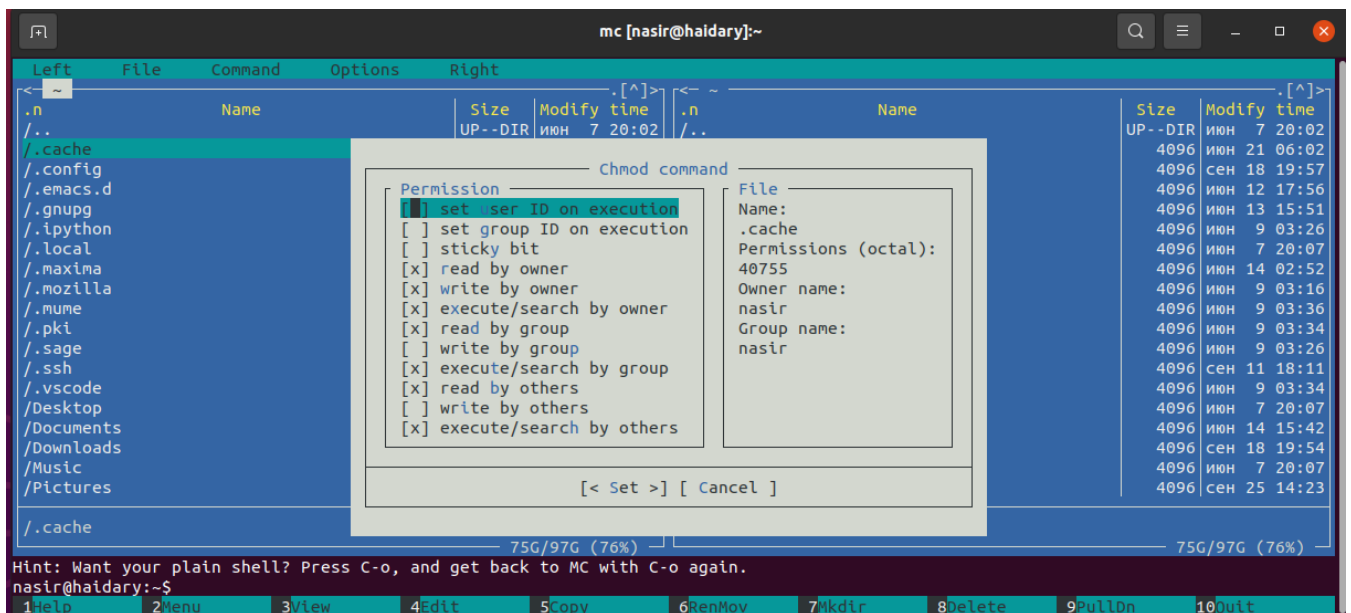 mc [nasir@haidary]:~
Left File Command Options Right
<- ~ .[^]> <- ~ .[^]>
.n Name Size Modify time .n Name Size Modify time
/.. UP--DIR июн 7 20:02 /.. UP--DIR июн 7 20:02
/.cache 4096 июн 21 06:02
/.config Chmod command 4096 сен 18 19:57
/.emacs.d Permission File 4096 июн 12 17:56
/.gnupg [ ] set user ID on execution Name: 4096 июн 13 15:51
/.ipython [ ] set group ID on execution .cache 4096 июн 9 03:26
/.local [ ] sticky bit Permissions (octal): 4096 июн 7 20:07
/.maxima [x] read by owner 40755 4096 июн 14 02:52
/.mozilla [x] write by owner Owner name: 4096 июн 9 03:16
/.mume [x] execute/search by owner nasir 4096 июн 9 03:36
/.pki [x] read by group Group name: 4096 июн 9 03:34
/.sage [ ] write by group nasir 4096 июн 9 03:26
/.ssh [x] execute/search by group 4096 сен 11 18:11
/.vscode [x] read by others 4096 июн 9 03:34
/Desktop [ ] write by others 4096 июн 7 20:07
/Documents [x] execute/search by others 4096 июн 14 15:42
/Downloads 4096 сен 18 19:54
/Music 4096 июн 7 20:07
/Pictures [< Set >] [ Cancel ] 4096 сен 25 14:23
/.cache
75G/97G (76%) 75G/97G (76%)
Hint: Want your plain shell? Press C-o, and get back to MC with C-o again.
nasir@haidary:~$
1Help 2Menu 3View 4Edit 5Copy 6RenMov 7Mkdir 8Delete 9PullDn 10Quit